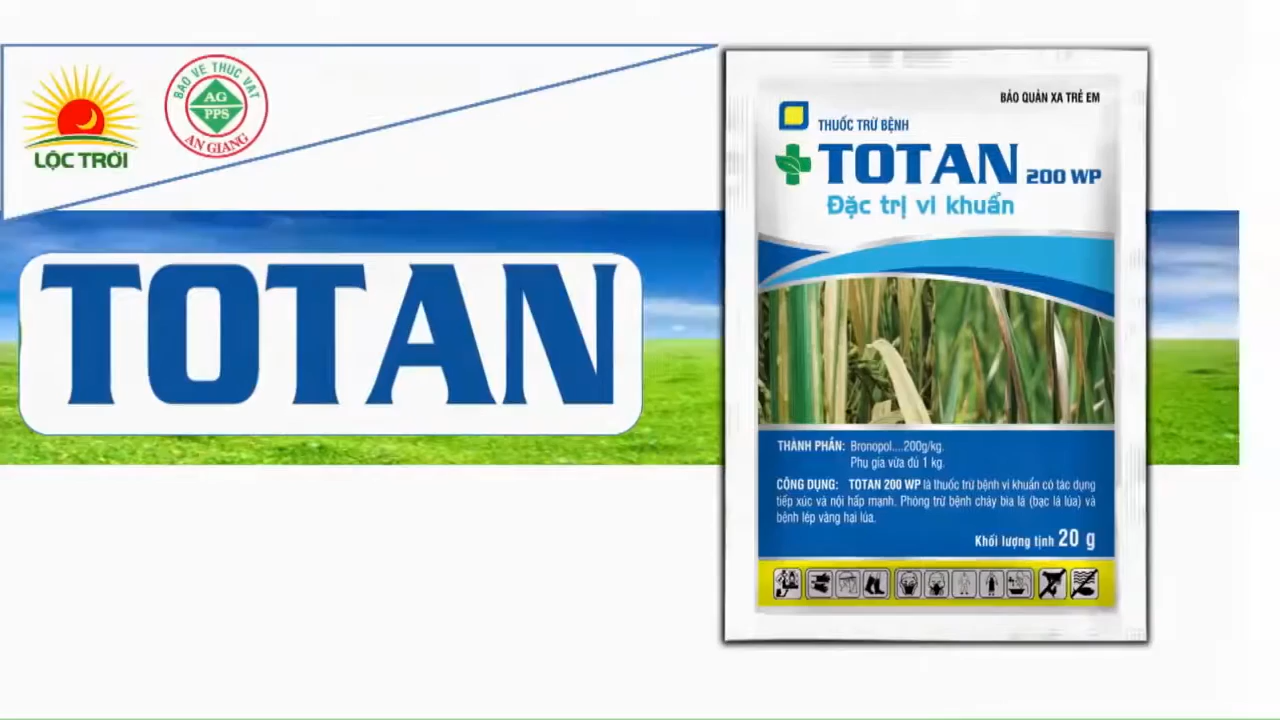 LỘC TRỜI
BẢO VỆ THỰC VẬT
AG
PPS
AN GIANG
TOTAN
BẢO QUẢN XA TRẺ EM
THUỐC TRỪ BỆNH
TOTAN 200 WP
Đặc trị vi khuẩn
THÀNH PHẦN: Bronopol....200g/kg.
Phụ gia vừa đủ 1 kg.
CÔNG DỤNG: TOTAN 200 WP là thuốc trừ bệnh vi khuẩn có tác dụng
tiếp xúc và nội hấp mạnh. Phòng trừ bệnh cháy bìa lá (bạc lá lúa) và
bệnh lép vàng hại lúa.
Khối lượng tịnh 20 g